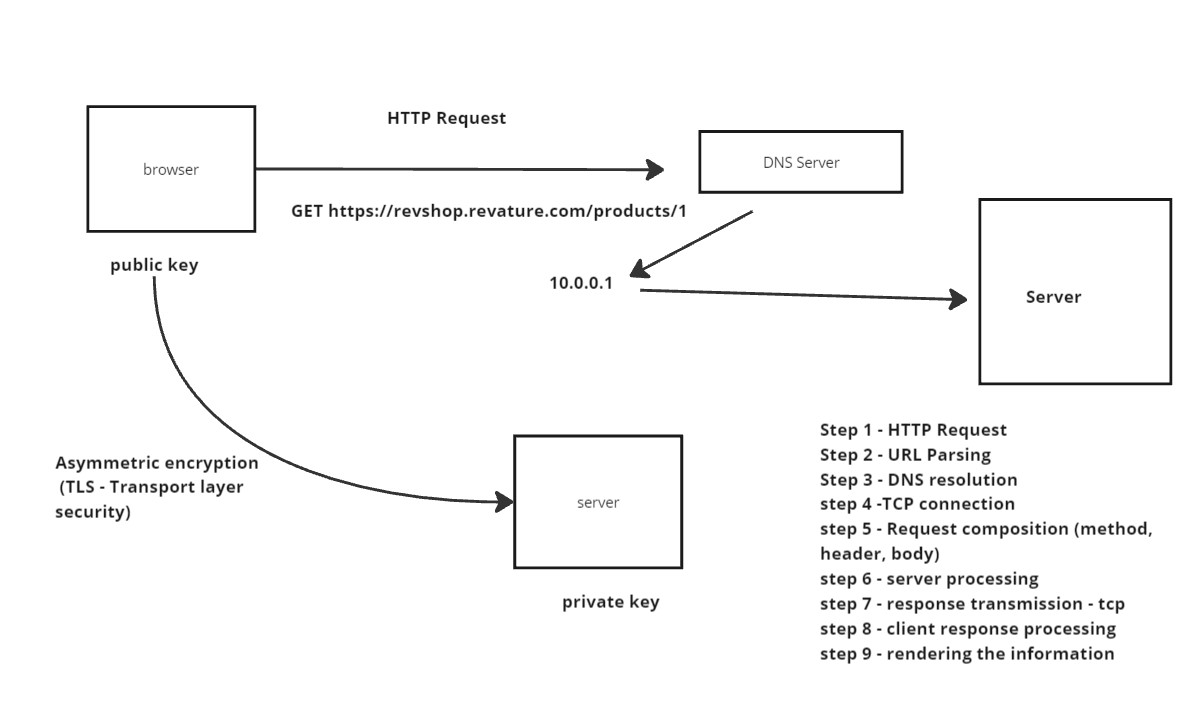 HTTP Request
browser
DNS Server
GET https://revshop.revature.com/products/1
public key
10.0.0.1
Server
Step 1 - HTTP Request
Step 2 - URL Parsing
Step 3 - DNS resolution
step 4 -TCP connection
step 5 - Request composition (method,
header, body)
step 6 - server processing
step 7 - response transmission - tcp
step 8 - client response processing
step 9 - rendering the information
Asymmetric encryption
(TLS - Transport layer
security)
server
private key